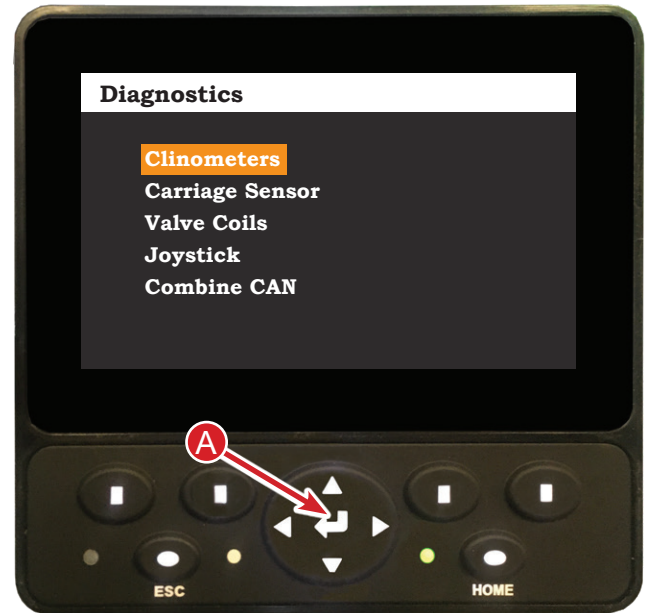 Diagnostics
Clinometers
Carriage Sensor
Valve Coils
Joystick
Combine CAN
A
ESC
HOME